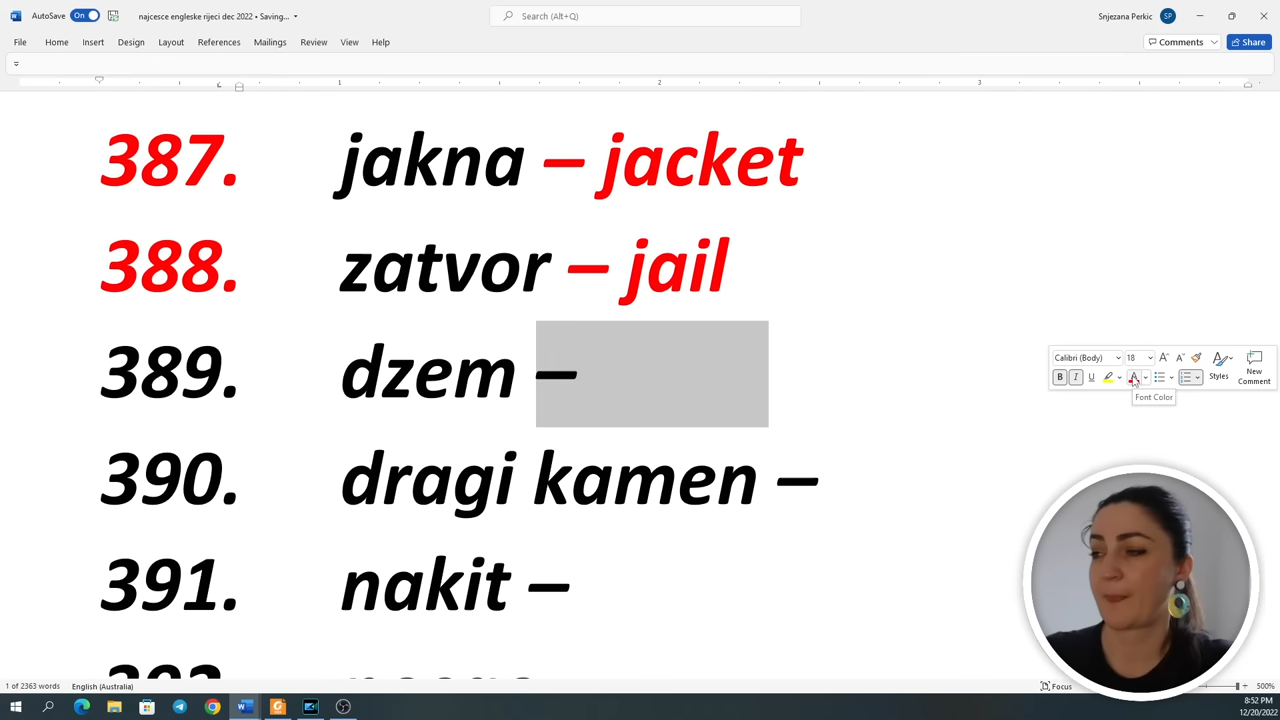 AutoSave On najcesce engleske rijeci dec 2022 • Saving... Search (Alt+Q) Snjezana Perkic SP
File Home Insert Design Layout References Mailings Review View Help Comments Share
1 2 3
387. jakna – jacket
388. zatvor – jail
389. dzem –
Calibri (Body) 18 A A Styles New Comment
B I U A
Font Color
390. dragi kamen –
391. nakit –
1 of 2363 words English (Australia) Focus 500%
8:52 PM
12/20/2022